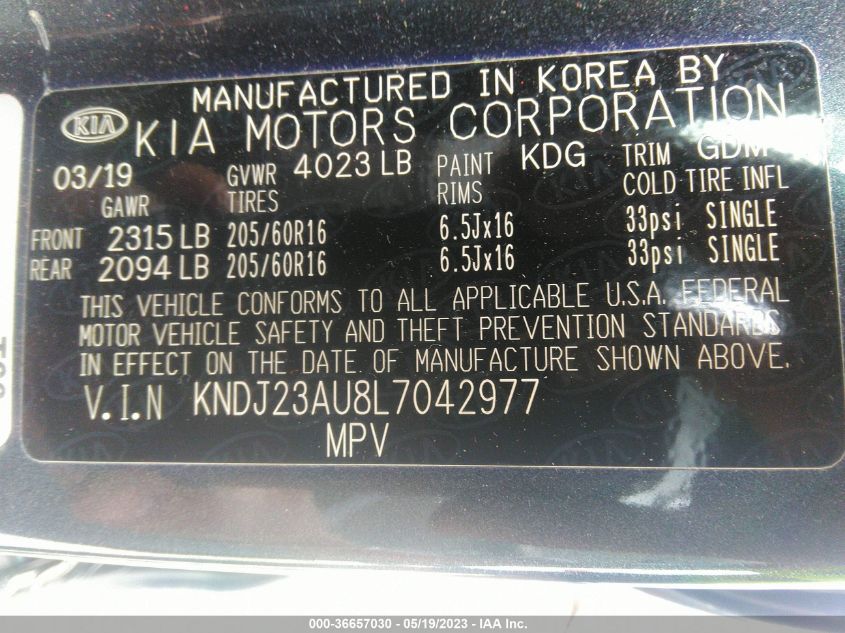 MANUFACTURED IN KOREA BY
KIA KIA MOTORS CORPORATION
03/19 GVWR 4023 LB PAINT KDG TRIM GDM
GAWR TIRES RIMS COLD TIRE INFL
FRONT 2315 LB 205/60R16 6.5Jx16 33psi SINGLE
REAR 2094 LB 205/60R16 6.5Jx16 33psi SINGLE
THIS VEHICLE CONFORMS TO ALL APPLICABLE U.S.A. FEDERAL
MOTOR VEHICLE SAFETY AND THEFT PREVENTION STANDARDS
IN EFFECT ON THE DATE OF MANUFACTURE SHOWN ABOVE.
V.I.N KNDJ23AU8L7042977
MPV
000-36657030 - 05/19/2023 - IAA Inc.